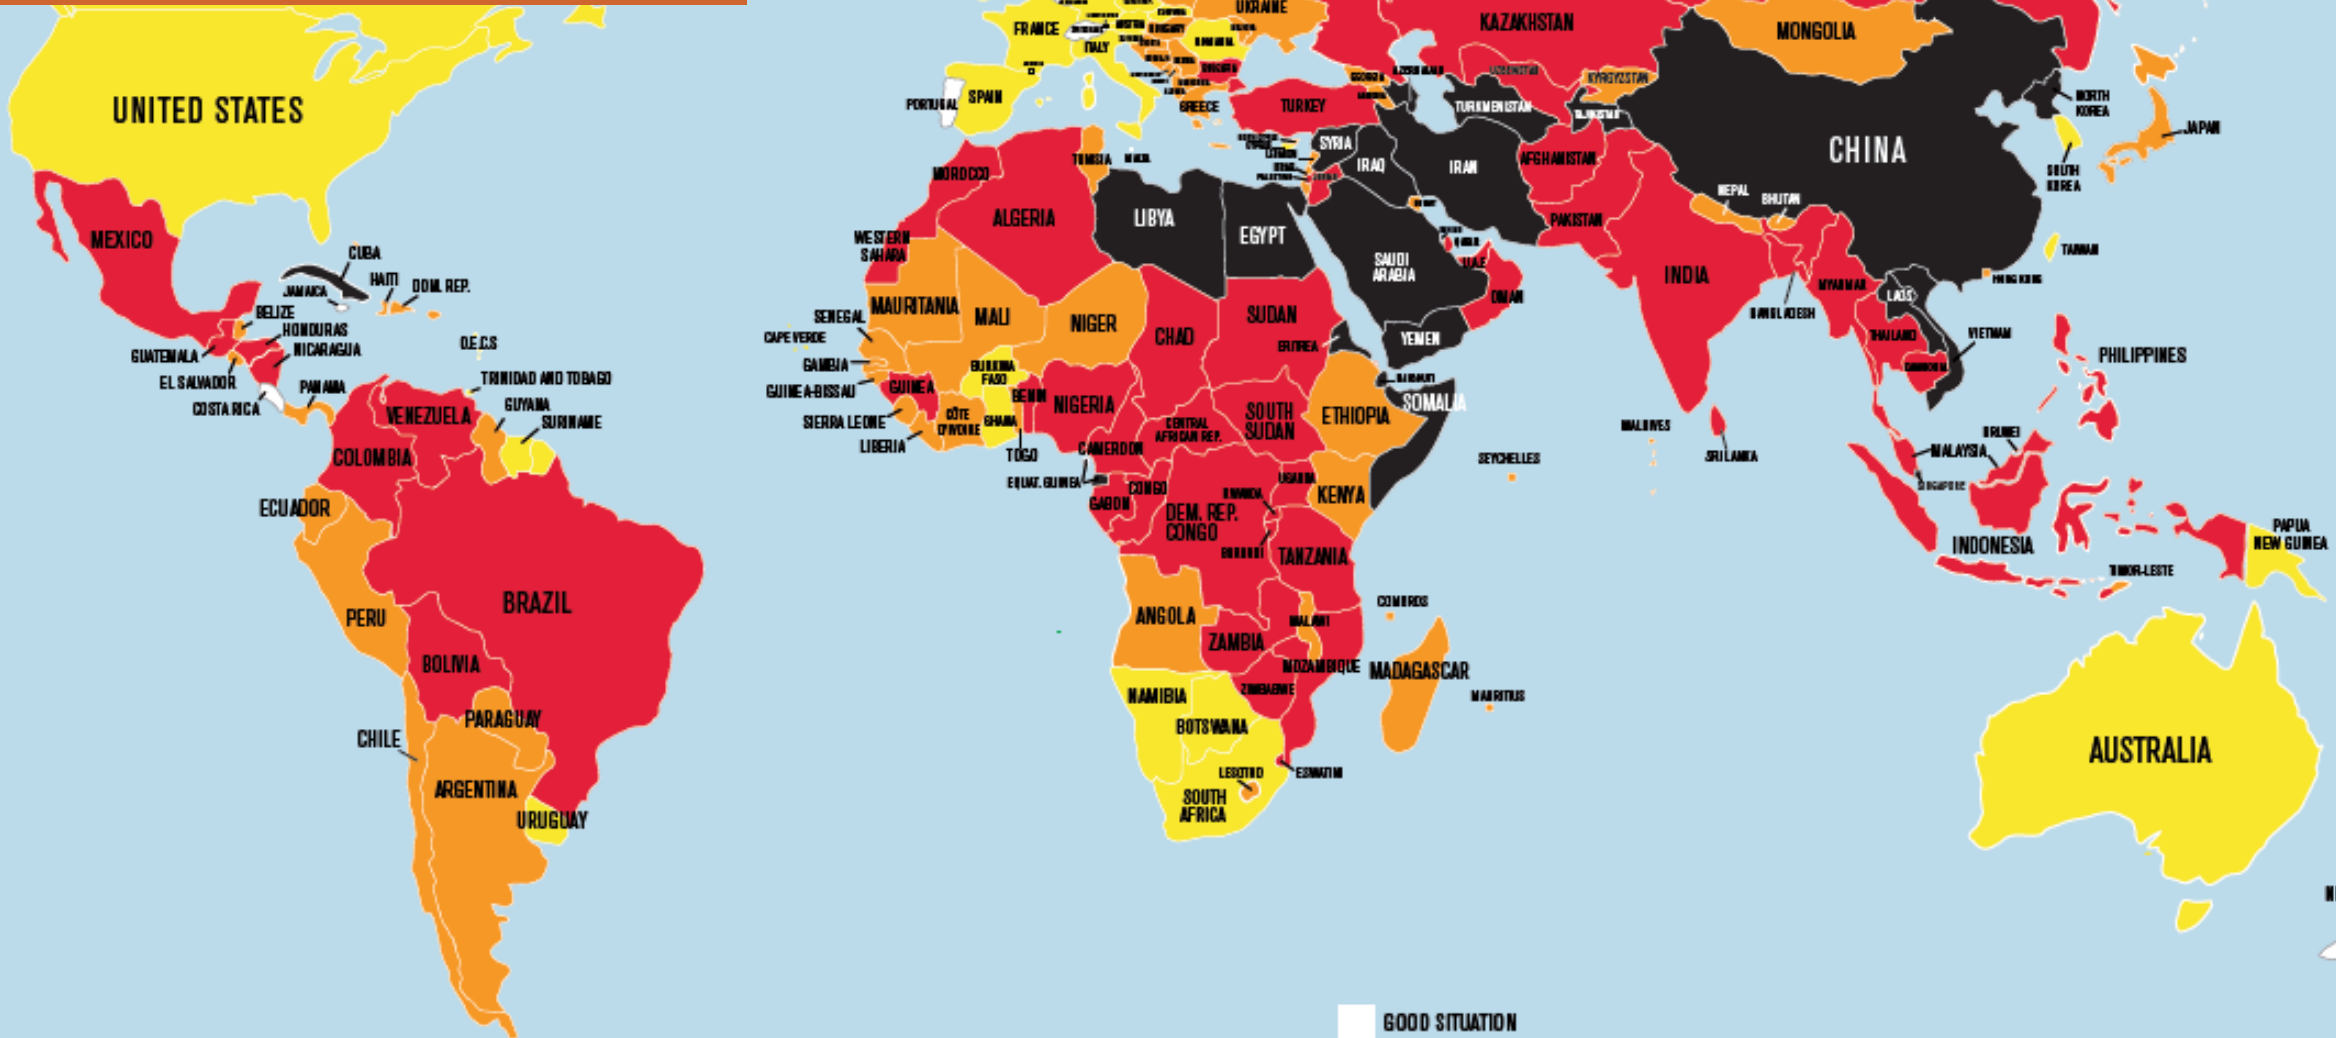 UKRAINE
FRANCE
ITALY
KAZAKHSTAN
MONGOLIA
UNITED STATES
PORTUGAL
SPAIN
GREECE
TURKEY
GEORGIA
UZBEKISTAN
KYRGYZSTAN
TURKMENISTAN
TAJIKISTAN
CHINA
NORTH
KOREA
JAPAN
SOUTH
KOREA
MOROCCO
TUNISIA
SYRIA
IRAQ
IRAN
AFGHANISTAN
PAKISTAN
NEPAL
BHUTAN
TAIWAN
HONG KONG
MEXICO
CUBA
HAITI
DOM. REP.
JAMAICA
BELIZE
HONDURAS
GUATEMALA
NICARAGUA
EL SALVADOR
COSTA RICA
PANAMA
O.E.C.S
TRINIDAD AND TOBAGO
GUYANA
SURINAME
VENEZUELA
COLOMBIA
ECUADOR
PERU
BRAZIL
BOLIVIA
PARAGUAY
CHILE
ARGENTINA
URUGUAY
ALGERIA
LIBYA
EGYPT
WESTERN
SAHARA
SAUDI
ARABIA
QATAR
U.A.E
OMAN
YEMEN
MAURITANIA
MALI
NIGER
CHAD
SUDAN
ERITREA
SENEGAL
CAPE VERDE
GAMBIA
GUINEA-BISSAU
GUINEA
SIERRA LEONE
LIBERIA
CÔTE
D'IVOIRE
BURKINA
FASO
GHANA
TOGO
BENIN
NIGERIA
CAMEROON
CENTRAL
AFRICAN REP.
SOUTH
SUDAN
ETHIOPIA
DJIBOUTI
SOMALIA
EQUAT. GUINEA
GABON
CONGO
DEM. REP.
CONGO
UGANDA
RWANDA
BURUNDI
KENYA
TANZANIA
SEYCHELLES
COMOROS
ANGOLA
ZAMBIA
MALAWI
MOZAMBIQUE
MADAGASCAR
MAURITIUS
ZIMBABWE
NAMIBIA
BOTSWANA
LESOTHO
ESWATINI
SOUTH
AFRICA
INDIA
BANGLADESH
MYANMAR
LAOS
THAILAND
VIETNAM
CAMBODIA
PHILIPPINES
MALDIVES
SRI LANKA
BRUNEI
MALAYSIA
SINGAPORE
INDONESIA
TIMOR-LESTE
PAPUA
NEW GUINEA
AUSTRALIA
GOOD SITUATION